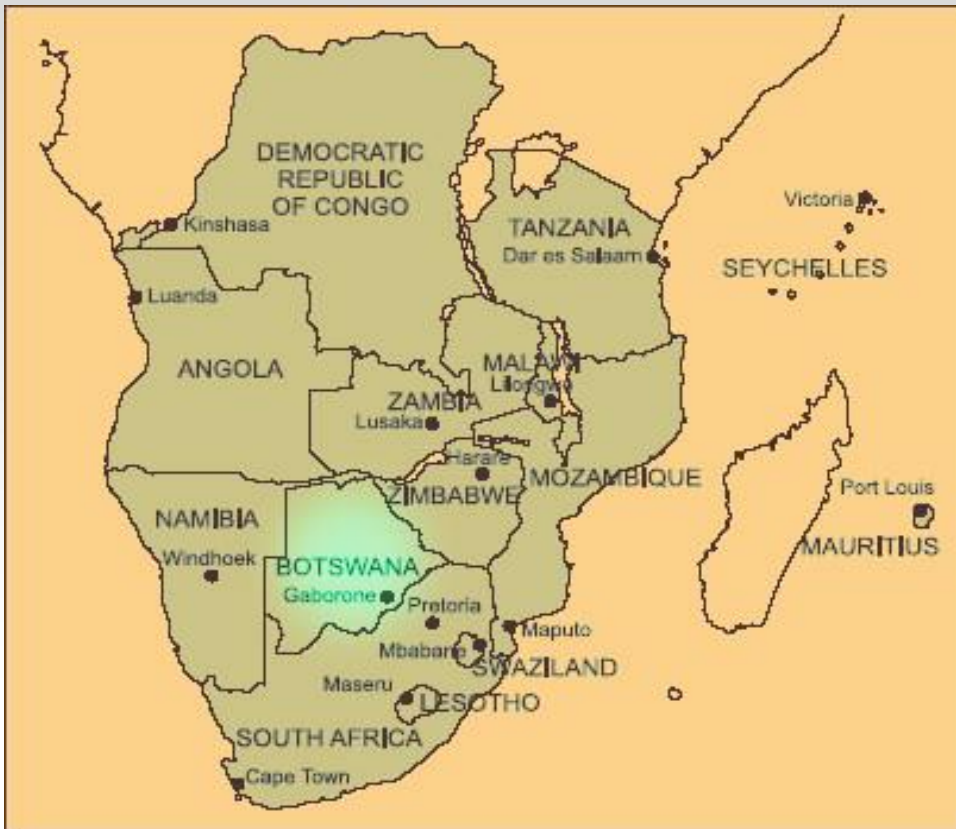 DEMOCRATIC
REPUBLIC
OF CONGO
Kinshasa
TANZANIA
Dar es Salaam
Victoria
SEYCHELLES
Luanda
ANGOLA
MALAWI
Lilongwe
ZAMBIA
Lusaka
Harare
ZIMBABWE
MOZAMBIQUE
Port Louis
MAURITIUS
NAMIBIA
Windhoek
BOTSWANA
Gaborone
Pretoria
Maputo
Mbabane
SWAZILAND
Maseru
LESOTHO
SOUTH AFRICA
Cape Town